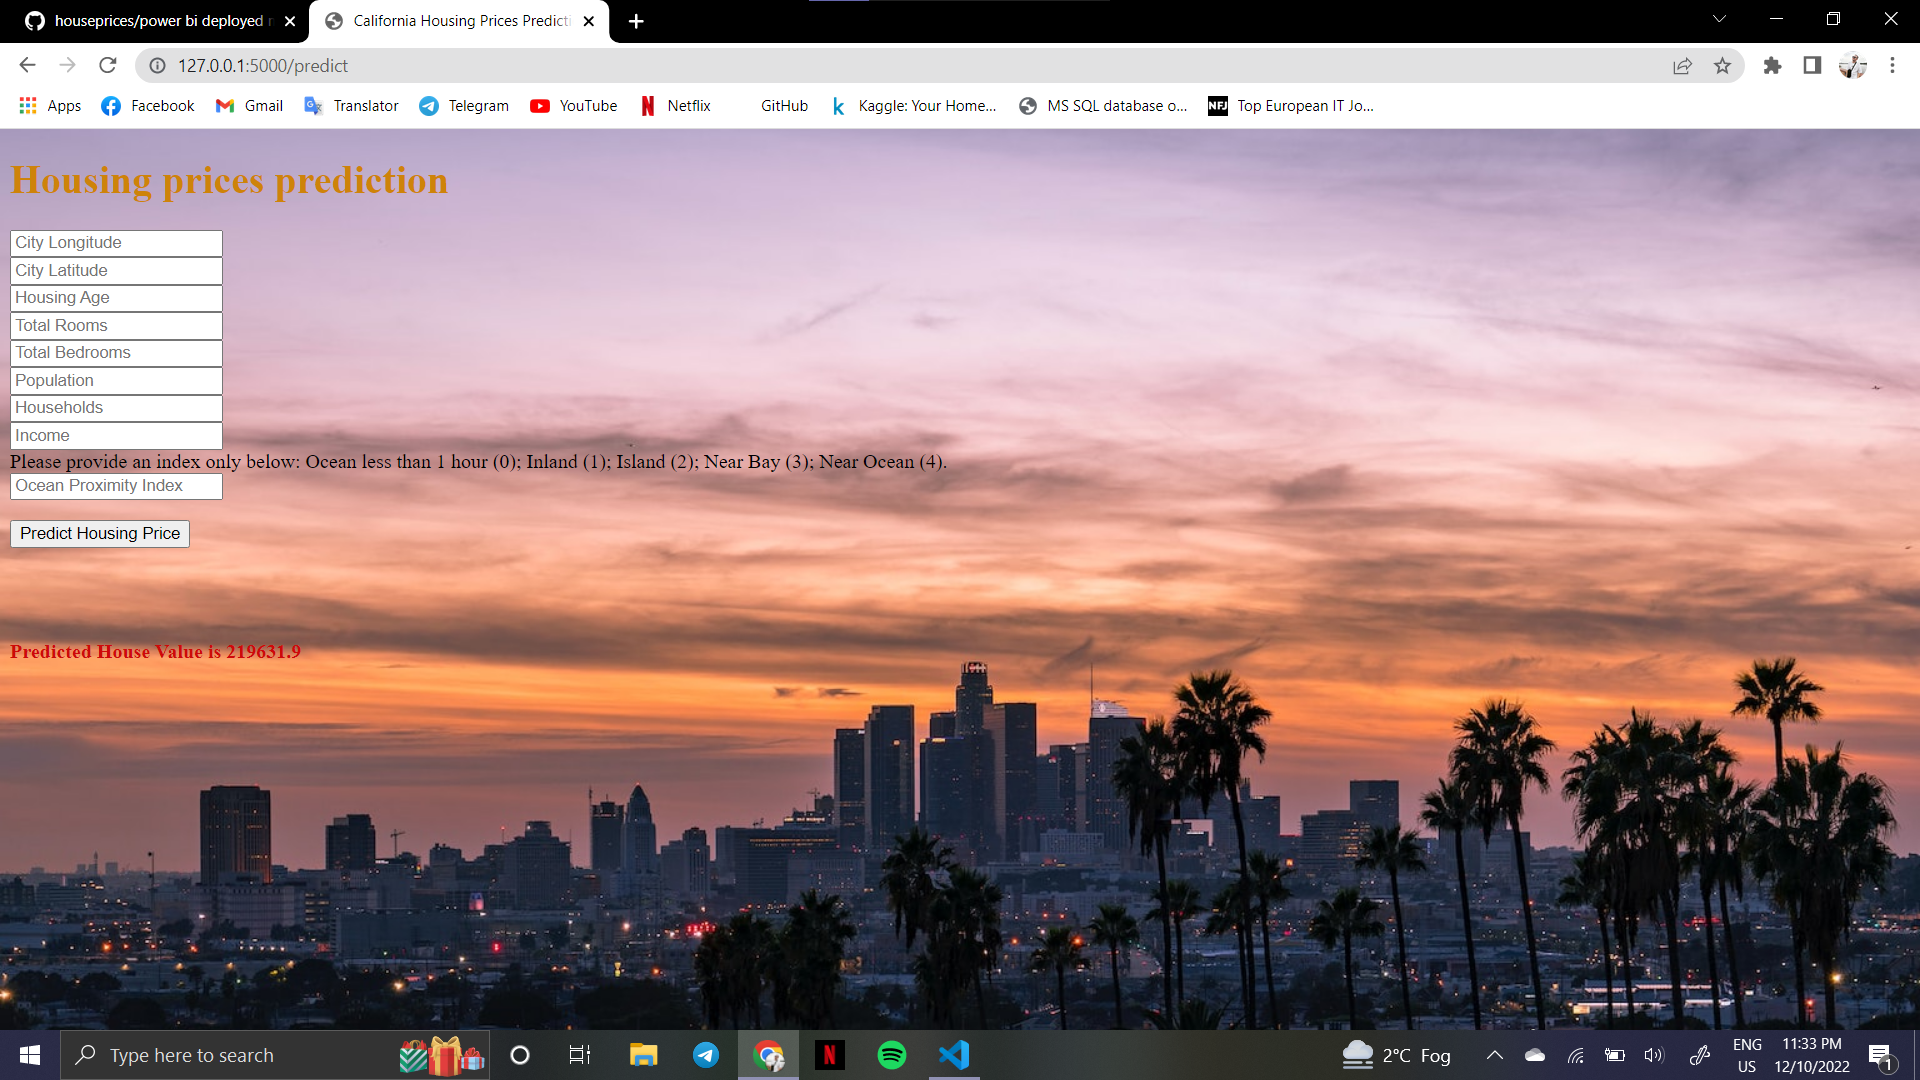 houseprices/power bi deployed
California Housing Prices Predicti
127.0.0.1:5000/predict
Apps
Facebook
Gmail
Translator
Telegram
YouTube
Netflix
GitHub
Kaggle: Your Home...
MS SQL database o...
NFJ
Top European IT Jo...
Housing prices prediction
City Longitude
City Latitude
Housing Age
Total Rooms
Total Bedrooms
Population
Households
Income
Please provide an index only below: Ocean less than 1 hour (0); Inland (1); Island (2); Near Bay (3); Near Ocean (4).
Ocean Proximity Index
Predict Housing Price
Predicted House Value is 219631.9
Type here to search
2°C Fog
ENG
US
11:33 PM
12/10/2022
1